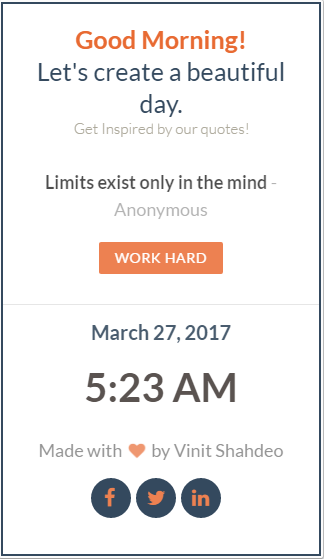 Good Morning!
Let's create a beautiful
day.
Get Inspired by our quotes!
Limits exist only in the mind -
Anonymous
WORK HARD
March 27, 2017
5:23 AM
Made with ❤ by Vinit Shahdeo